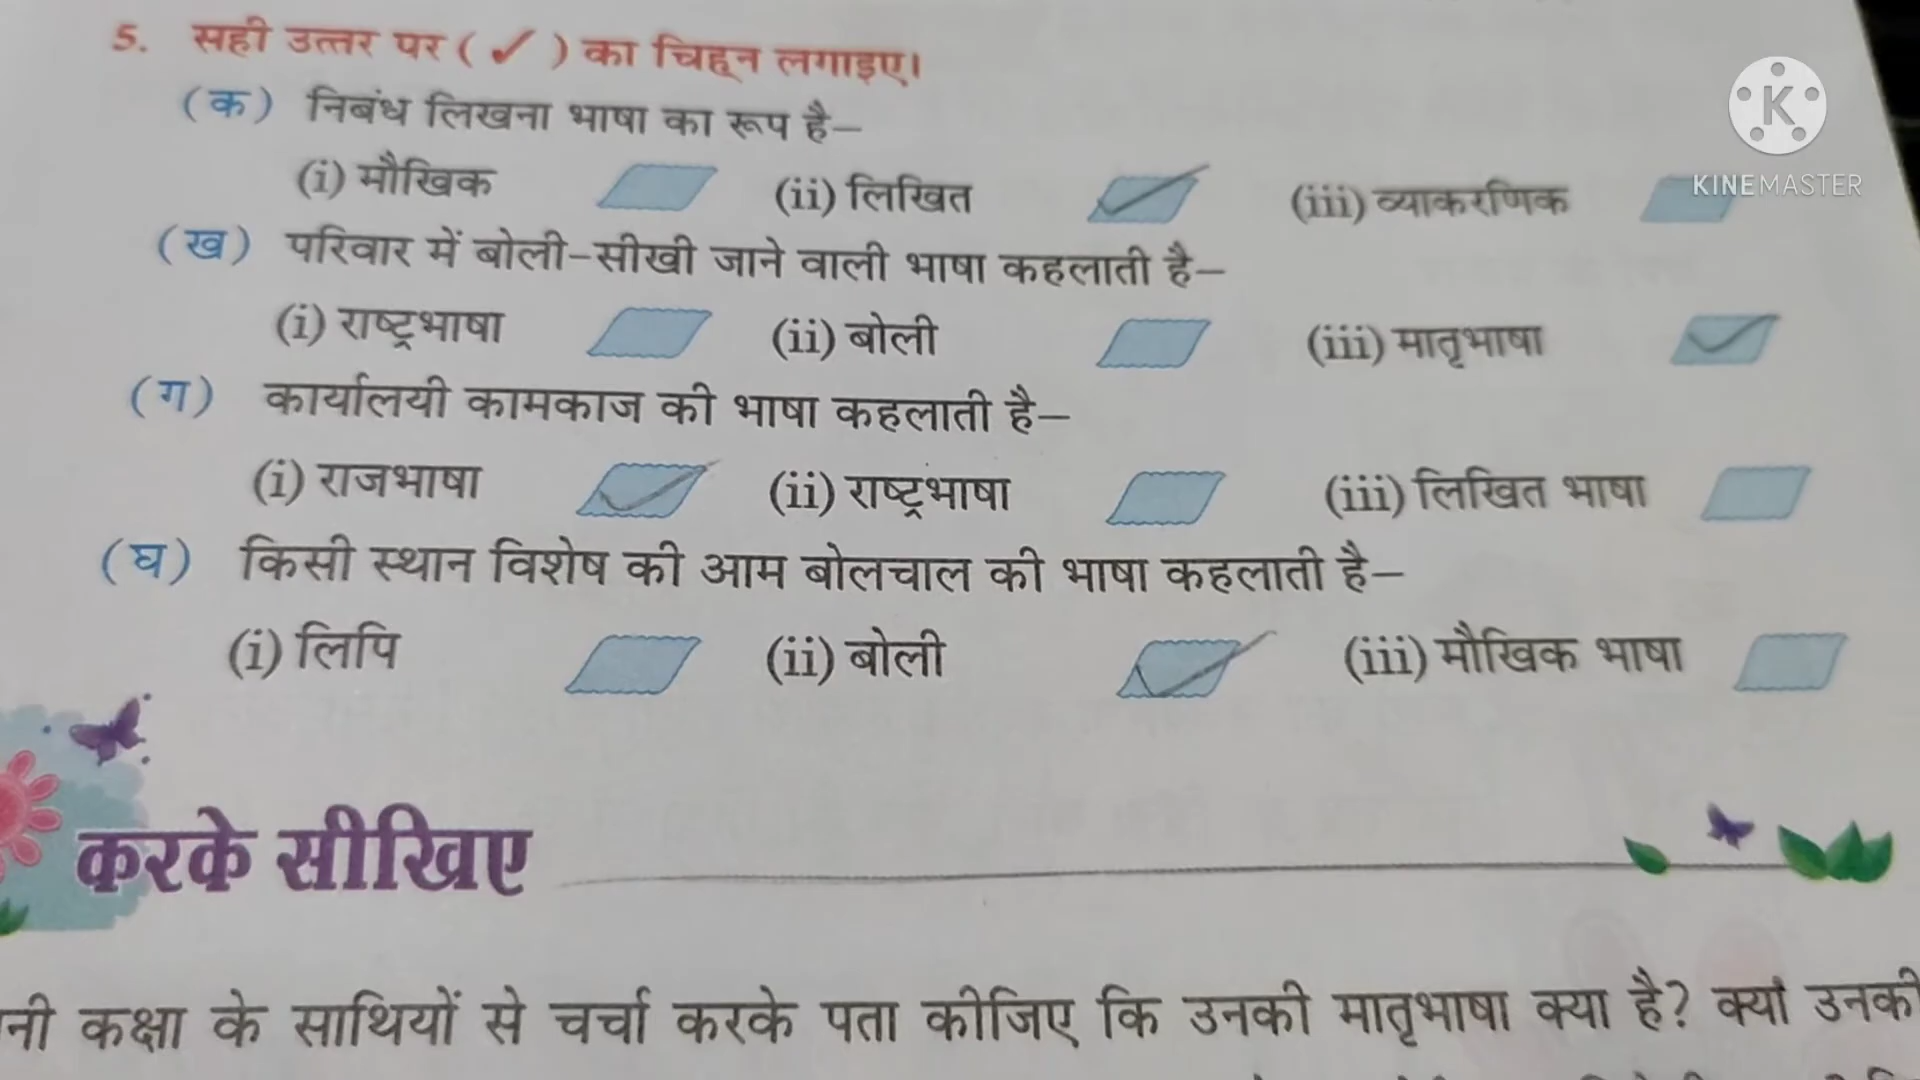 5. सही उत्तर पर ( ✓ ) का चिह्न लगाइए।
(क) निबंध लिखना भाषा का रूप है–
(i) मौखिक (ii) लिखित ✓ (iii) व्याकरणिक
(ख) परिवार में बोली-सीखी जाने वाली भाषा कहलाती है–
(i) राष्ट्रभाषा (ii) बोली (iii) मातृभाषा ✓
(ग) कार्यालयी कामकाज की भाषा कहलाती है–
(i) राजभाषा ✓ (ii) राष्ट्रभाषा (iii) लिखित भाषा
(घ) किसी स्थान विशेष की आम बोलचाल की भाषा कहलाती है–
(i) लिपि (ii) बोली ✓ (iii) मौखिक भाषा
करके सीखिए
नी कक्षा के साथियों से चर्चा करके पता कीजिए कि उनकी मातृभाषा क्या है? क्या उनकी
K
KINEMASTER